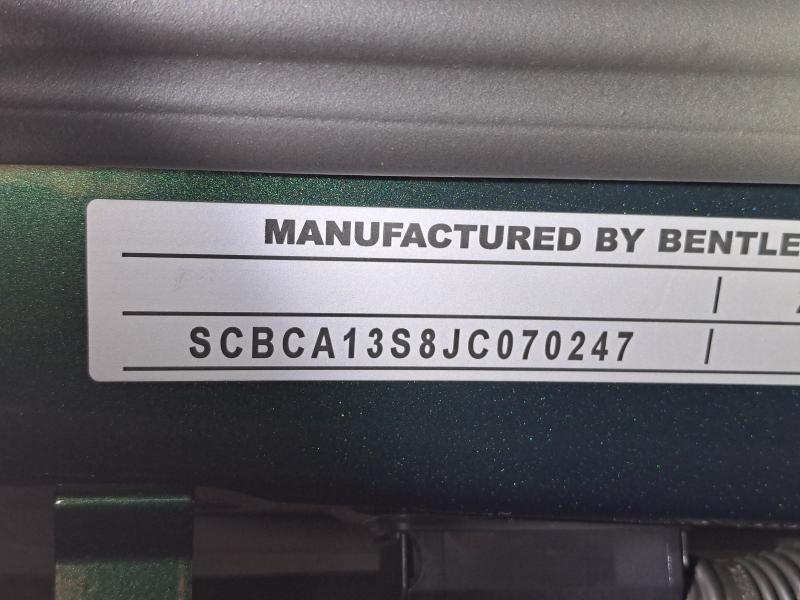 MANUFACTURED BY BENTLE
SCBCA13S8JC070247